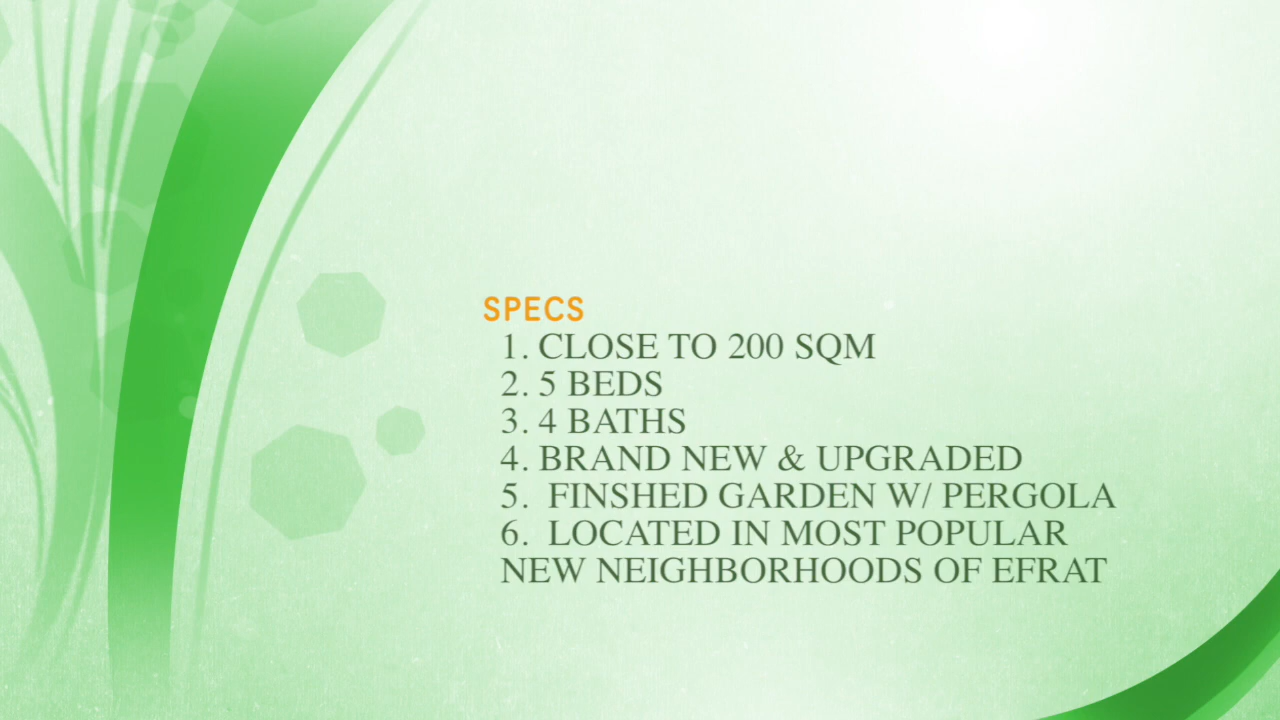 SPECS
1. CLOSE TO 200 SQM
2. 5 BEDS
3. 4 BATHS
4. BRAND NEW & UPGRADED
5. FINSHED GARDEN W/ PERGOLA
6. LOCATED IN MOST POPULAR
NEW NEIGHBORHOODS OF EFRAT